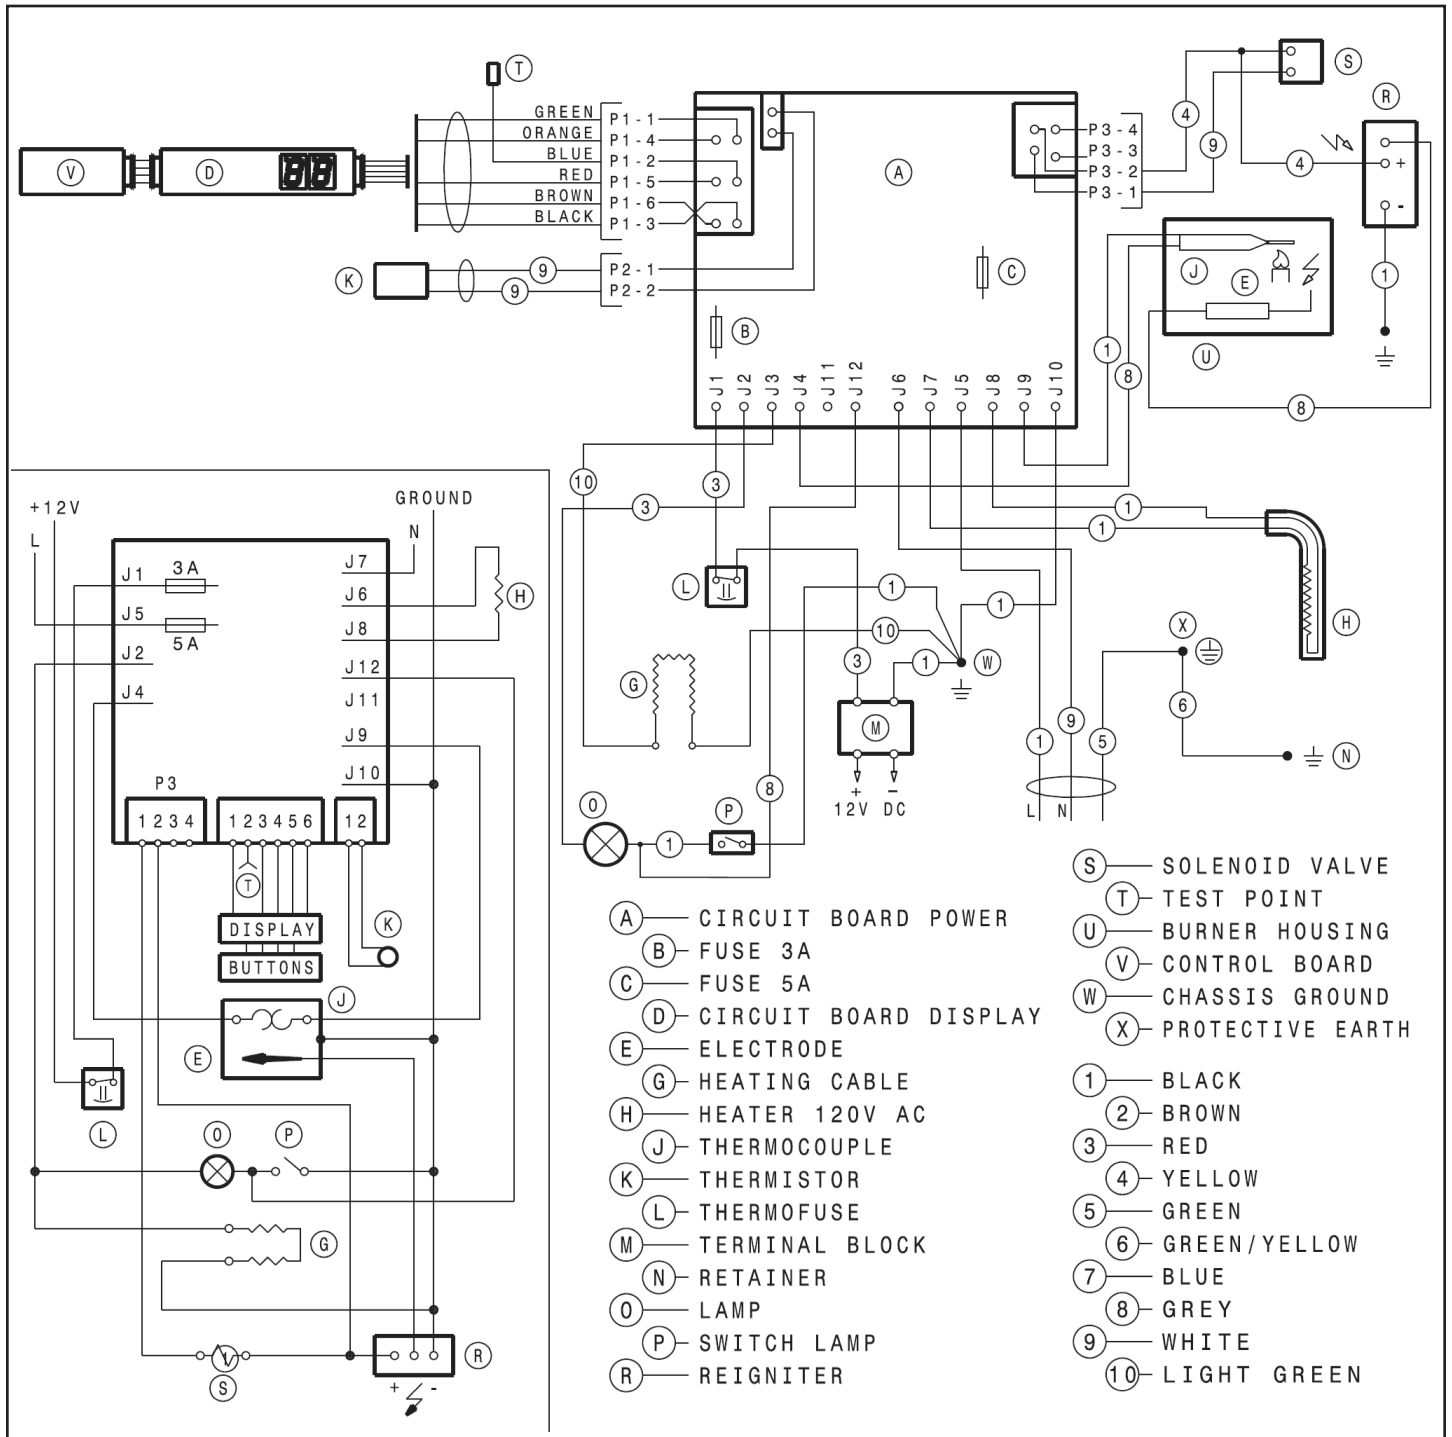 T
GREEN P1-1
ORANGE P1-4
BLUE P1-2
RED P1-5
BROWN P1-6
BLACK P1-3
V
D
88
K
9
9
P2-1
P2-2
A
B
C
P3-4
P3-3
P3-2
P3-1
4
9
S
R
4
+
-
1
J
E
U
1
8
8
J1 J2 J3 J4 J11 J12 J6 J7 J5 J8 J9 J10
10
3
3
1
1
L
1
1
10
3
1
W
G
M
+ -
12V DC
8
O
1
P
H
X
6
N
1
9
5
L N
+12V
L
GROUND
N
J1 3A
J5
5A
J2
J4
J7
J6
J8
J12
J11
J9
J10
H
P3
1234 123456 12
T
DISPLAY
BUTTONS
K
J
E
L
O
P
G
S
R
+ -
A CIRCUIT BOARD POWER
B FUSE 3A
C FUSE 5A
D CIRCUIT BOARD DISPLAY
E ELECTRODE
G HEATING CABLE
H HEATER 120V AC
J THERMOCOUPLE
K THERMISTOR
L THERMOFUSE
M TERMINAL BLOCK
N RETAINER
O LAMP
P SWITCH LAMP
R REIGNITER
S SOLENOID VALVE
T TEST POINT
U BURNER HOUSING
V CONTROL BOARD
W CHASSIS GROUND
X PROTECTIVE EARTH
1 BLACK
2 BROWN
3 RED
4 YELLOW
5 GREEN
6 GREEN/YELLOW
7 BLUE
8 GREY
9 WHITE
10 LIGHT GREEN